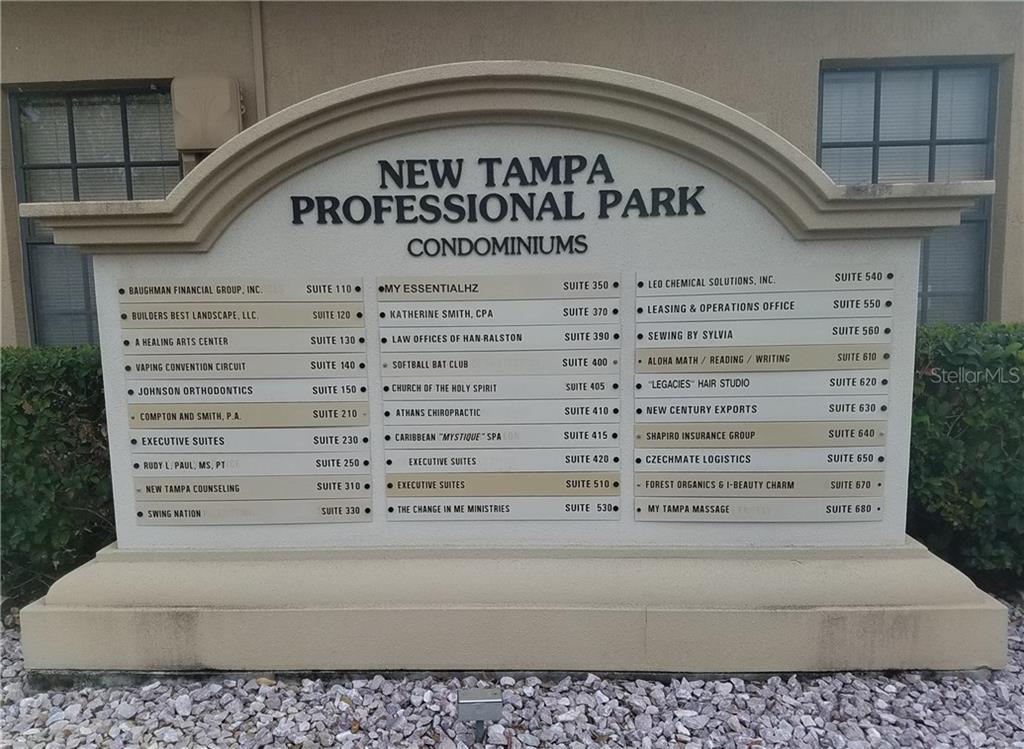 NEW TAMPA
PROFESSIONAL PARK
CONDOMINIUMS
BAUGHMAN FINANCIAL GROUP, INC. SUITE 110
BUILDERS BEST LANDSCAPE, LLC. SUITE 120
A HEALING ARTS CENTER SUITE 130
VAPING CONVENTION CIRCUIT SUITE 140
JOHNSON ORTHODONTICS SUITE 150
COMPTON AND SMITH, P.A. SUITE 210
EXECUTIVE SUITES SUITE 230
RUDY L. PAUL, MS, PT SUITE 250
NEW TAMPA COUNSELING SUITE 310
SWING NATION SUITE 330
MY ESSENTIALHZ SUITE 350
KATHERINE SMITH, CPA SUITE 370
LAW OFFICES OF HAN-RALSTON SUITE 390
SOFTBALL BAT CLUB SUITE 400
CHURCH OF THE HOLY SPIRIT SUITE 405
ATHANS CHIROPRACTIC SUITE 410
CARIBBEAN "MYSTIQUE" SPA SUITE 415
EXECUTIVE SUITES SUITE 420
EXECUTIVE SUITES SUITE 510
THE CHANGE IN ME MINISTRIES SUITE 530
LEO CHEMICAL SOLUTIONS, INC. SUITE 540
LEASING & OPERATIONS OFFICE SUITE 550
SEWING BY SYLVIA SUITE 560
ALOHA MATH / READING / WRITING SUITE 610
"LEGACIES" HAIR STUDIO SUITE 620
NEW CENTURY EXPORTS SUITE 630
SHAPIRO INSURANCE GROUP SUITE 640
CZECHMATE LOGISTICS SUITE 650
FOREST ORGANICS & I-BEAUTY CHARM SUITE 670
MY TAMPA MASSAGE SUITE 680
StellarMLS